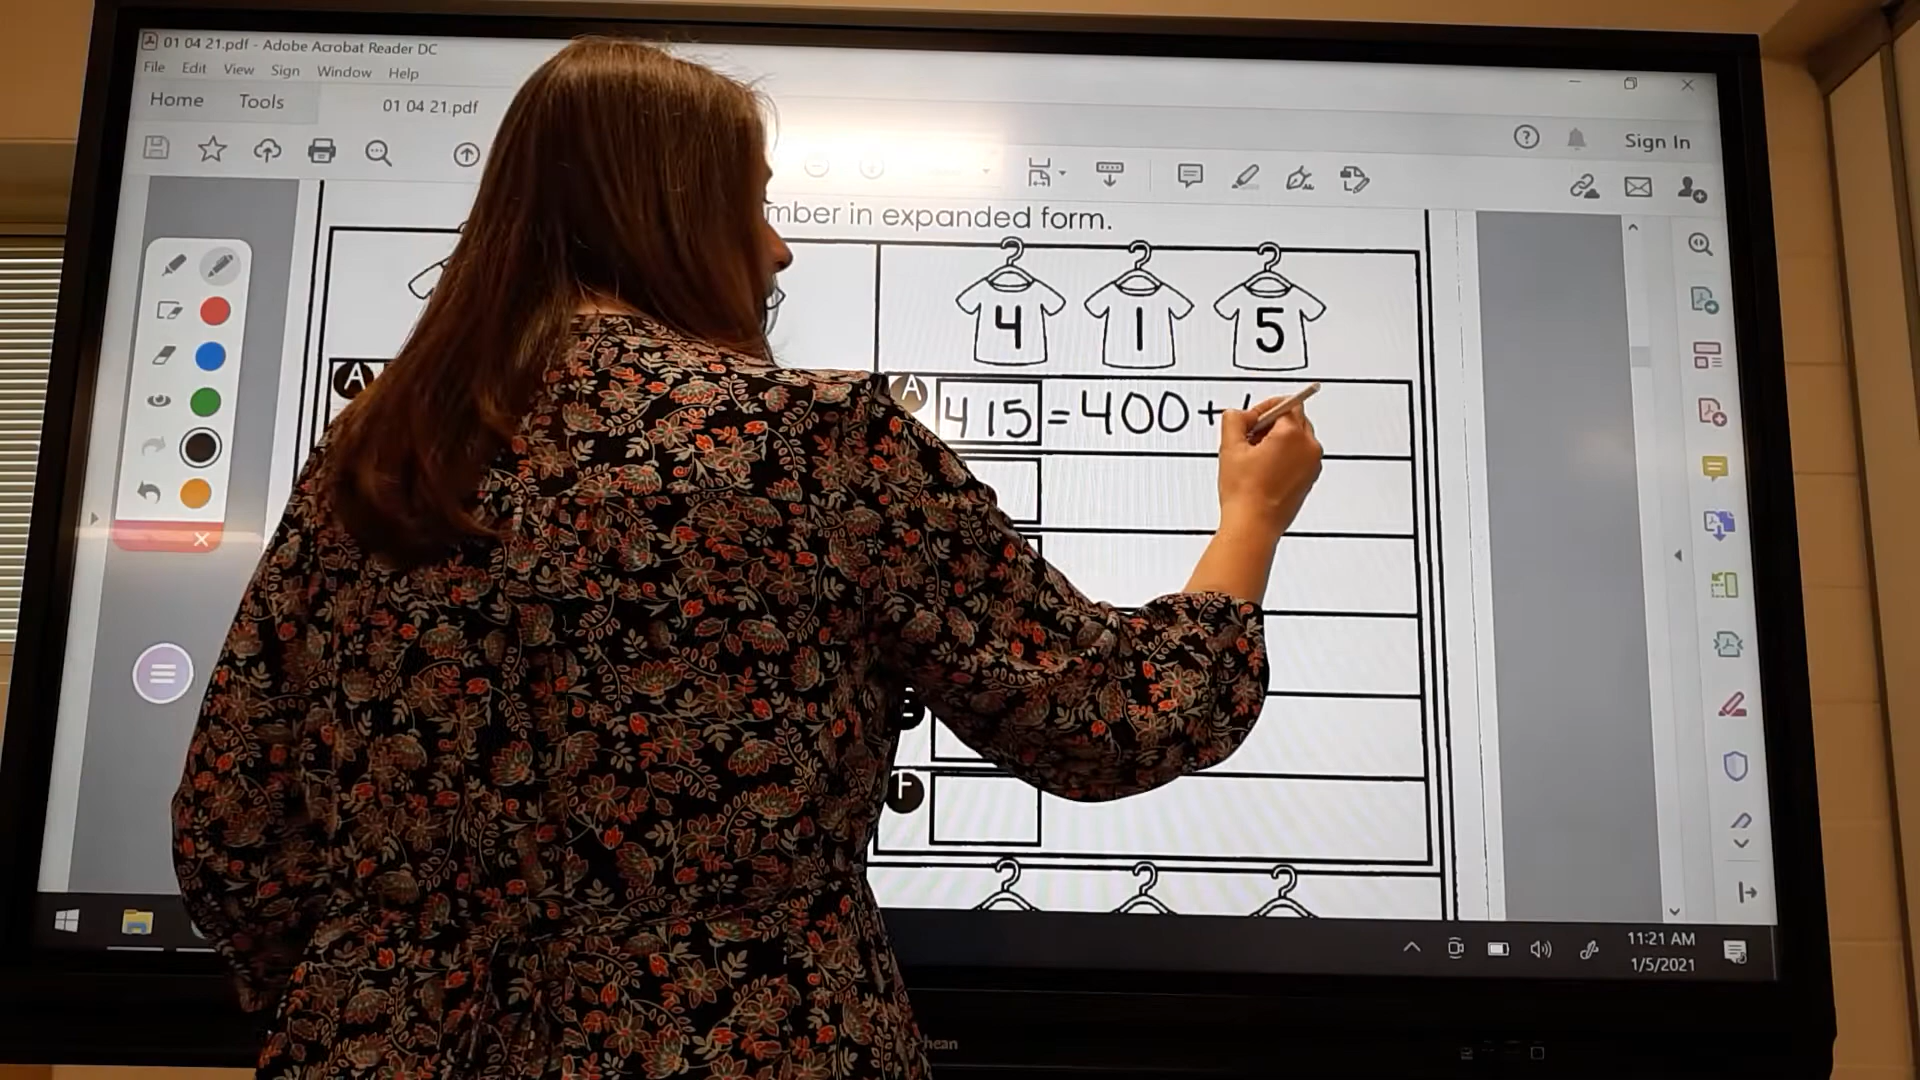 01 04 21.pdf - Adobe Acrobat Reader DC
File Edit View Sign Window Help
Home Tools 01 04 21.pdf
Sign In
mber in expanded form.
4 1 5
A
A 415 = 400 +
F
11:21 AM
1/5/2021